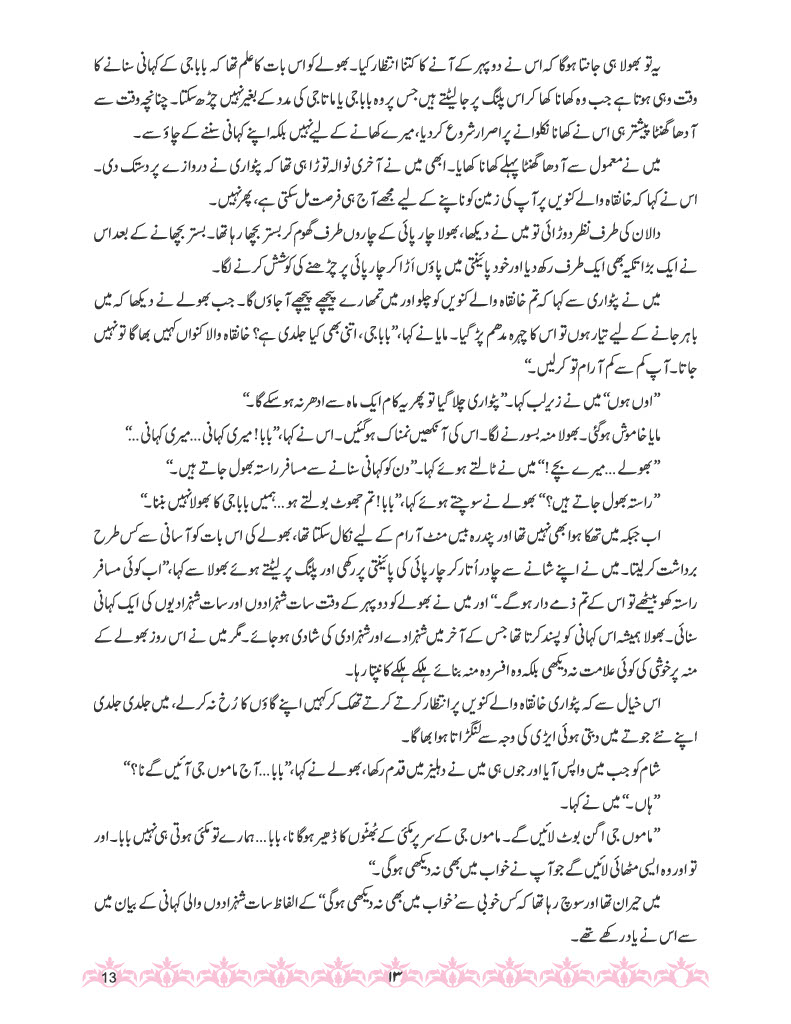 یہ تو بھولا ہی جانتا ہوگا کہ اس نے دوپہر کے آنے کا کتنا انتظار کیا۔ بھولے کو اس بات کا علم تھا کہ بابا جی کے کہانی سنانے کا
وقت وہی ہوتا ہے جب وہ کھانا کھا کر اس پلنگ پر جا لیٹتے ہیں جس پر وہ بابا جی یا ماتا جی کی مدد کے بغیر نہیں چڑھ سکتا۔ چنانچہ وقت سے
آدھا گھنٹا پیشتر ہی اس نے کھانا نکلوانے پر اصرار شروع کر دیا، میرے کھانے کے لیے نہیں بلکہ اپنے کہانی سننے کے چاؤ سے۔
میں نے معمول سے آدھا گھنٹا پہلے کھانا کھایا۔ ابھی میں نے آخری نوالہ توڑا ہی تھا کہ پٹواری نے دروازے پر دستک دی۔
اس نے کہا کہ خانقاہ والے کنویں پر آپ کی زمین کو ناپنے کے لیے مجھے آج ہی فرصت مل سکتی ہے، پھر نہیں۔
دالان کی طرف نظر دوڑائی تو میں نے دیکھا، بھولا چارپائی کے چاروں طرف گھوم کر بستر بچھا رہا تھا۔ بستر بچھانے کے بعد اس
نے ایک بڑا تکیہ بھی ایک طرف رکھ دیا اور خود پائینتی میں پاؤں اَڑا کر چارپائی پر چڑھنے کی کوشش کرنے لگا۔
میں نے پٹواری سے کہا کہ تم خانقاہ والے کنویں کو چلو اور میں تمھارے پیچھے پیچھے آجاؤں گا۔ جب بھولے نے دیکھا کہ میں
باہر جانے کے لیے تیار ہوں تو اس کا چہرہ مدھم پڑ گیا۔ مایا نے کہا، ”بابا جی، اتنی بھی کیا جلدی ہے؟ خانقاہ والا کنواں کہیں بھاگا تو نہیں
جاتا۔ آپ کم سے کم آرام تو کرلیں۔“
”اوں ہوں“ میں نے زیرِلب کہا۔ ”پٹواری چلا گیا تو پھر یہ کام ایک ماہ سے ادھر نہ ہوسکے گا۔“
مایا خاموش ہوگئی۔ بھولا منہ بسورنے لگا۔ اس کی آنکھیں نمناک ہوگئیں۔ اس نے کہا، ”بابا! میری کہانی ... میری کہانی ...“
”بھولے ... میرے بچے!“ میں نے ٹالتے ہوئے کہا۔ ”دن کو کہانی سنانے سے مسافر راستہ بھول جاتے ہیں۔“
”راستہ بھول جاتے ہیں؟“ بھولے نے سوچتے ہوئے کہا، ”بابا! تم جھوٹ بولتے ہو ... ہمیں بابا جی کا بھولا نہیں بننا۔“
اب جبکہ میں تھکا ہوا بھی نہیں تھا اور پندرہ بیس منٹ آرام کے لیے نکال سکتا تھا، بھولے کی اس بات کو آسانی سے کس طرح
برداشت کرلیتا۔ میں نے اپنے شانے سے چادر اُتار کر چارپائی کی پائینتی پر رکھی اور پلنگ پر لیٹتے ہوئے بھولا سے کہا، ”اب کوئی مسافر
راستہ کھو بیٹھے تو اس کے تم ذمے دار ہوگے۔“ اور میں نے بھولے کو دوپہر کے وقت سات شہزادوں اور سات شہزادیوں کی ایک کہانی
سنائی۔ بھولا ہمیشہ اس کہانی کو پسند کرتا تھا جس کے آخر میں شہزادے اور شہزادی کی شادی ہوجائے۔ مگر میں نے اس روز بھولے کے
منہ پر خوشی کی کوئی علامت نہ دیکھی بلکہ وہ افسردہ منہ بنائے ہلکے ہلکے کانپتا رہا۔
اس خیال سے کہ پٹواری خانقاہ والے کنویں پر انتظار کرتے کرتے تھک کر کہیں اپنے گاؤں کا رُخ نہ کرلے، میں جلدی جلدی
اپنے نئے جوتے میں دبتی ہوئی ایڑی کی وجہ سے لنگڑاتا ہوا بھاگا۔
شام کو جب میں واپس آیا اور جوں ہی میں نے دہلیز میں قدم رکھا، بھولے نے کہا، ”بابا ... آج ماموں جی آئیں گے نا؟“
”ہاں۔“ میں نے کہا۔
”ماموں جی اگن بوٹ لائیں گے۔ ماموں جی کے سر پر مکئی کے بھُٹّوں کا ڈھیر ہوگا نا، بابا ... ہمارے تو مکئی ہوتی ہی نہیں بابا۔ اور
تو اور وہ ایسی مٹھائی لائیں گے جو آپ نے خواب میں بھی نہ دیکھی ہوگی۔“
میں حیران تھا اور سوچ رہا تھا کہ کس خوبی سے ’خواب میں بھی نہ دیکھی ہوگی“ کے الفاظ سات شہزادوں والی کہانی کے بیان میں
سے اس نے یاد رکھے تھے۔
۱۳
13